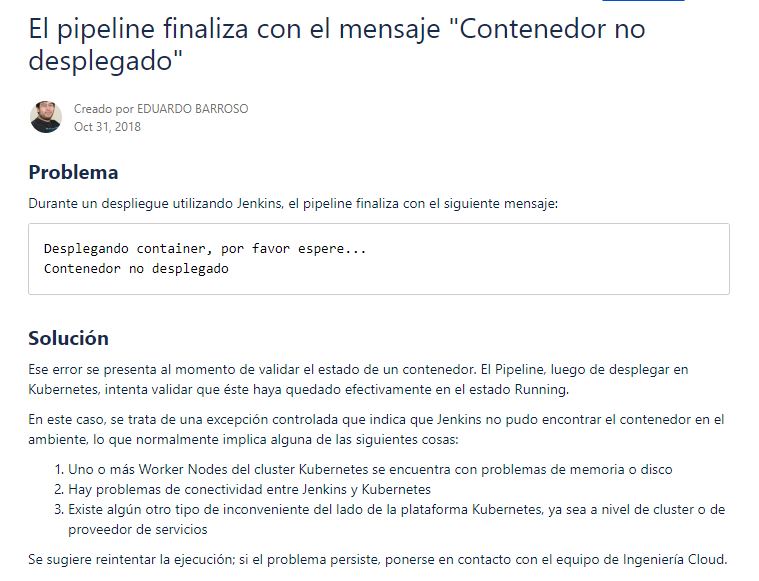 El pipeline finaliza con el mensaje "Contenedor no
desplegado"
Creado por EDUARDO BARROSO
Oct 31, 2018
Problema
Durante un despliegue utilizando Jenkins, el pipeline finaliza con el siguiente mensaje:
Desplegando container, por favor espere...
Contenedor no desplegado
Solución
Ese error se presenta al momento de validar el estado de un contenedor. El Pipeline, luego de desplegar en
Kubernetes, intenta validar que éste haya quedado efectivamente en el estado Running.
En este caso, se trata de una excepción controlada que indica que Jenkins no pudo encontrar el contenedor en el
ambiente, lo que normalmente implica alguna de las siguientes cosas:
1. Uno o más Worker Nodes del cluster Kubernetes se encuentra con problemas de memoria o disco
2. Hay problemas de conectividad entre Jenkins y Kubernetes
3. Existe algún otro tipo de inconveniente del lado de la plataforma Kubernetes, ya sea a nivel de cluster o de
proveedor de servicios
Se sugiere reintentar la ejecución; si el problema persiste, ponerse en contacto con el equipo de Ingeniería Cloud.